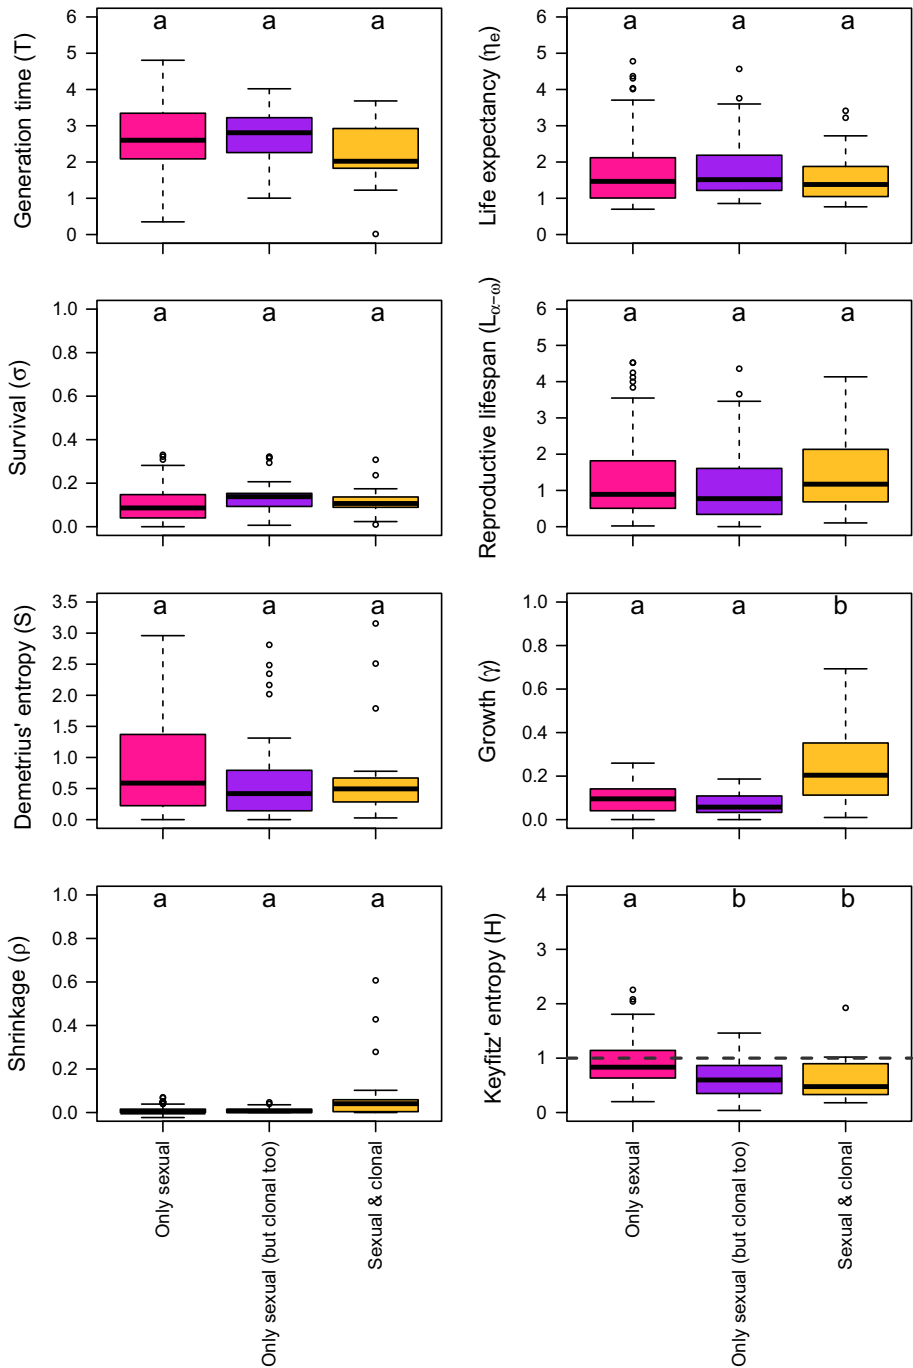 Generation time (T)
6
5
4
3
2
1
0
a a a
Life expectancy (ηe)
6
5
4
3
2
1
0
a a a
Survival (σ)
1.0
0.8
0.6
0.4
0.2
0.0
a a a
Reproductive lifespan (Lα−ω)
6
5
4
3
2
1
0
a a a
Demetrius' entropy (S)
3.5
3.0
2.5
2.0
1.5
1.0
0.5
0.0
a a a
Growth (γ)
1.0
0.8
0.6
0.4
0.2
0.0
a a b
Shrinkage (ρ)
1.0
0.8
0.6
0.4
0.2
0.0
a a a
Keyfitz' entropy (H)
4
3
2
1
0
a b b
Only sexual
Only sexual (but clonal too)
Sexual & clonal
Only sexual
Only sexual (but clonal too)
Sexual & clonal